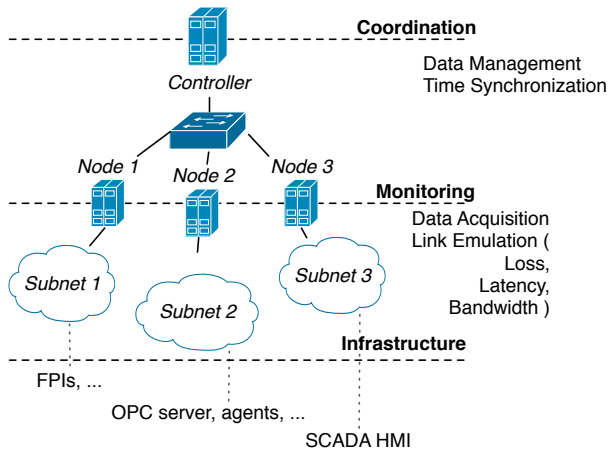 Coordination
Data Management
Time Synchronization
Controller
Node 1
Node 2
Node 3
Monitoring
Data Acquisition
Link Emulation (
Loss,
Latency,
Bandwidth )
Subnet 1
Subnet 2
Subnet 3
Infrastructure
FPIs, ...
OPC server, agents, ...
SCADA HMI